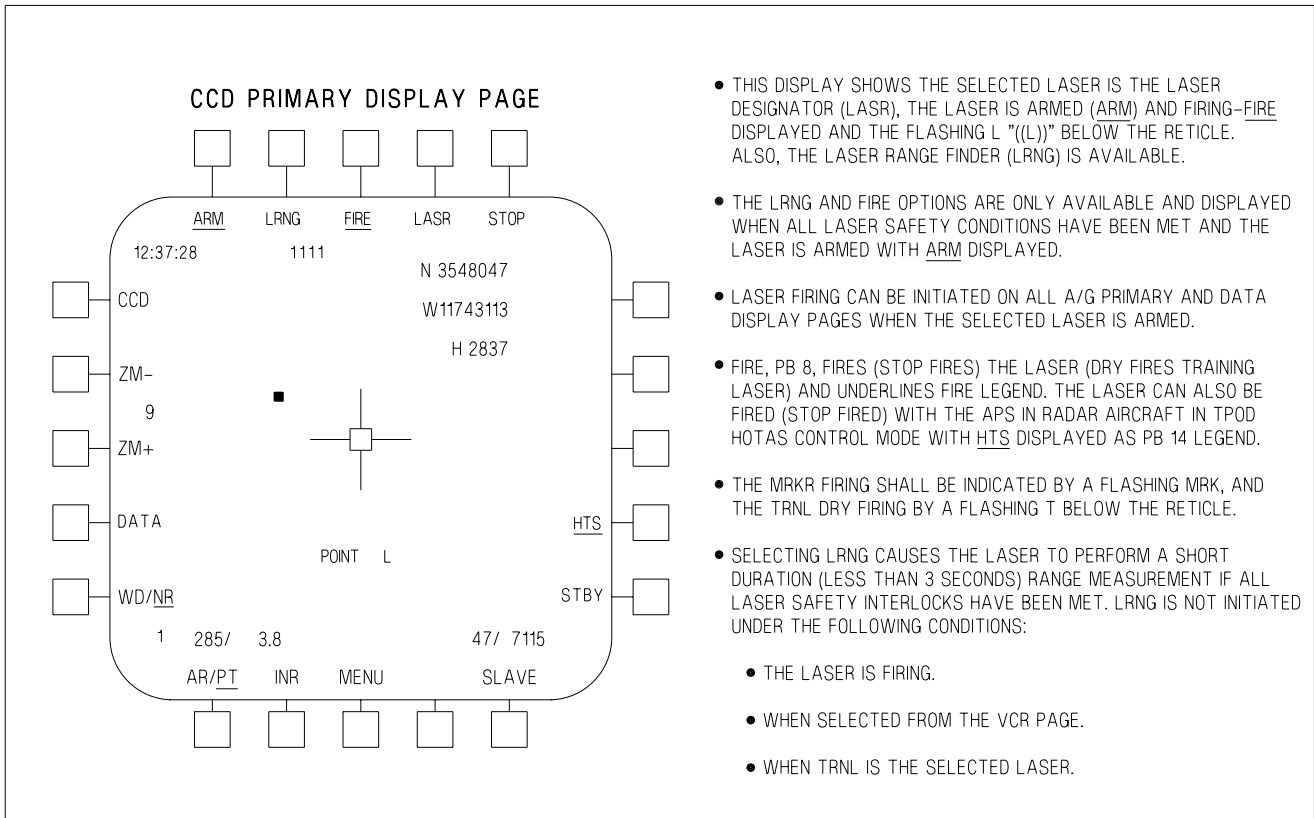 CCD PRIMARY DISPLAY PAGE
ARM LRNG FIRE LASR STOP
12:37:28 1111
N 3548047
W11743113
H 2837
CCD
ZM-
9
ZM+
DATA
HTS
POINT L
WD/NR
STBY
1 285/ 3.8 47/ 7115
AR/PT INR MENU SLAVE
• THIS DISPLAY SHOWS THE SELECTED LASER IS THE LASER
DESIGNATOR (LASR), THE LASER IS ARMED (ARM) AND FIRING-FIRE
DISPLAYED AND THE FLASHING L "((L))" BELOW THE RETICLE.
ALSO, THE LASER RANGE FINDER (LRNG) IS AVAILABLE.
• THE LRNG AND FIRE OPTIONS ARE ONLY AVAILABLE AND DISPLAYED
WHEN ALL LASER SAFETY CONDITIONS HAVE BEEN MET AND THE
LASER IS ARMED WITH ARM DISPLAYED.
• LASER FIRING CAN BE INITIATED ON ALL A/G PRIMARY AND DATA
DISPLAY PAGES WHEN THE SELECTED LASER IS ARMED.
• FIRE, PB 8, FIRES (STOP FIRES) THE LASER (DRY FIRES TRAINING
LASER) AND UNDERLINES FIRE LEGEND. THE LASER CAN ALSO BE
FIRED (STOP FIRED) WITH THE APS IN RADAR AIRCRAFT IN TPOD
HOTAS CONTROL MODE WITH HTS DISPLAYED AS PB 14 LEGEND.
• THE MRKR FIRING SHALL BE INDICATED BY A FLASHING MRK, AND
THE TRNL DRY FIRING BY A FLASHING T BELOW THE RETICLE.
• SELECTING LRNG CAUSES THE LASER TO PERFORM A SHORT
DURATION (LESS THAN 3 SECONDS) RANGE MEASUREMENT IF ALL
LASER SAFETY INTERLOCKS HAVE BEEN MET. LRNG IS NOT INITIATED
UNDER THE FOLLOWING CONDITIONS:
• THE LASER IS FIRING.
• WHEN SELECTED FROM THE VCR PAGE.
• WHEN TRNL IS THE SELECTED LASER.